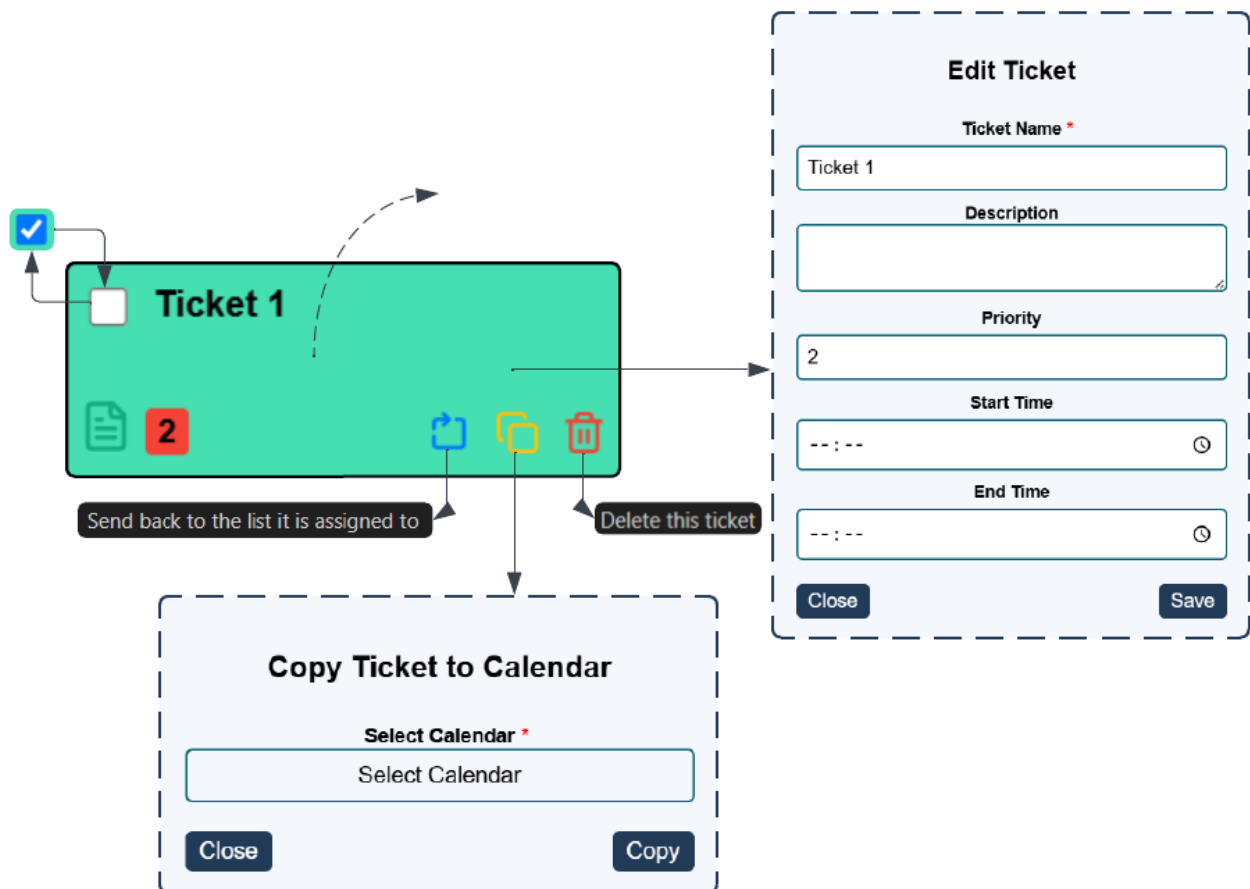 Ticket 1
2
Send back to the list it is assigned to
Delete this ticket
Copy Ticket to Calendar
Select Calendar *
Select Calendar
Close
Copy
Edit Ticket
Ticket Name *
Ticket 1
Description
Priority
2
Start Time
--:--
End Time
--:--
Close
Save